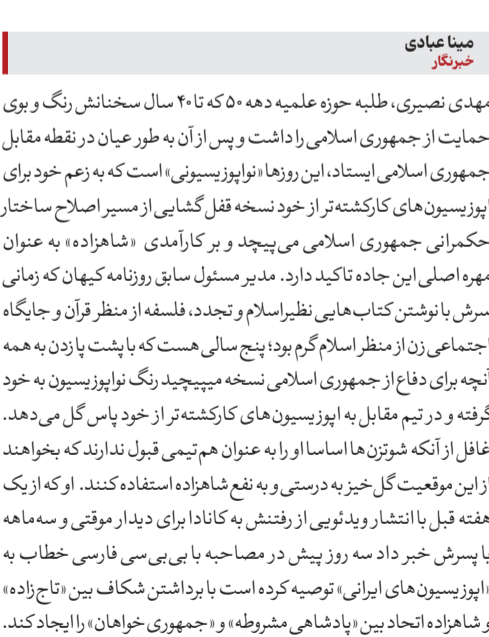 مینا عبادی
خبرنگار
مهدی نصیری، طلبه حوزه علمیه دهه ۵۰ که تا ۴۰ سال سخنانش رنگ و بوی
حمایت از جمهوری اسلامی را داشت و پس از آن به طور عیان در نقطه مقابل
جمهوری اسلامی ایستاد، این روزها «نواپوزیسیونی» است که به زعم خود برای
اپوزیسیون‌های کارکشته‌تر از خود نسخه قفل‌گشایی از مسیر اصلاح ساختار
حکمرانی جمهوری اسلامی می‌پیچد و بر کارآمدی «شاهزاده» به عنوان
مهره اصلی این جاده تاکید دارد. مدیر مسئول سابق روزنامه کیهان که زمانی
سرش با نوشتن کتاب‌هایی نظیر اسلام و تجدد، فلسفه از منظر قرآن و جایگاه
اجتماعی زن از منظر اسلام گرم بود؛ پنج سالی هست که با پشت پا زدن به همه
آنچه برای دفاع از جمهوری اسلامی نسخه میپیچید رنگ نواپوزیسیون به خود
گرفته و در تیم مقابل به اپوزیسیون‌های کارکشته‌تر از خود پاس گل می‌دهد.
غافل از آنکه شوتزن‌ها اساسا او را به عنوان هم‌تیمی قبول ندارند که بخواهند
از این موقعیت گل‌خیز به درستی و به نفع شاهزاده استفاده کنند. او که از یک
هفته قبل با انتشار ویدئویی از رفتنش به کانادا برای دیدار موقتی و سه‌ماهه
با پسرش خبر داد سه روز پیش در مصاحبه با بی‌بی‌سی فارسی خطاب به
«اپوزیسیون‌های ایرانی» توصیه کرده است با برداشتن شکاف بین «تاج‌زاده»
و شاهزاده اتحاد بین «پادشاهی مشروطه» و «جمهوری‌خواهان» را ایجاد کند.